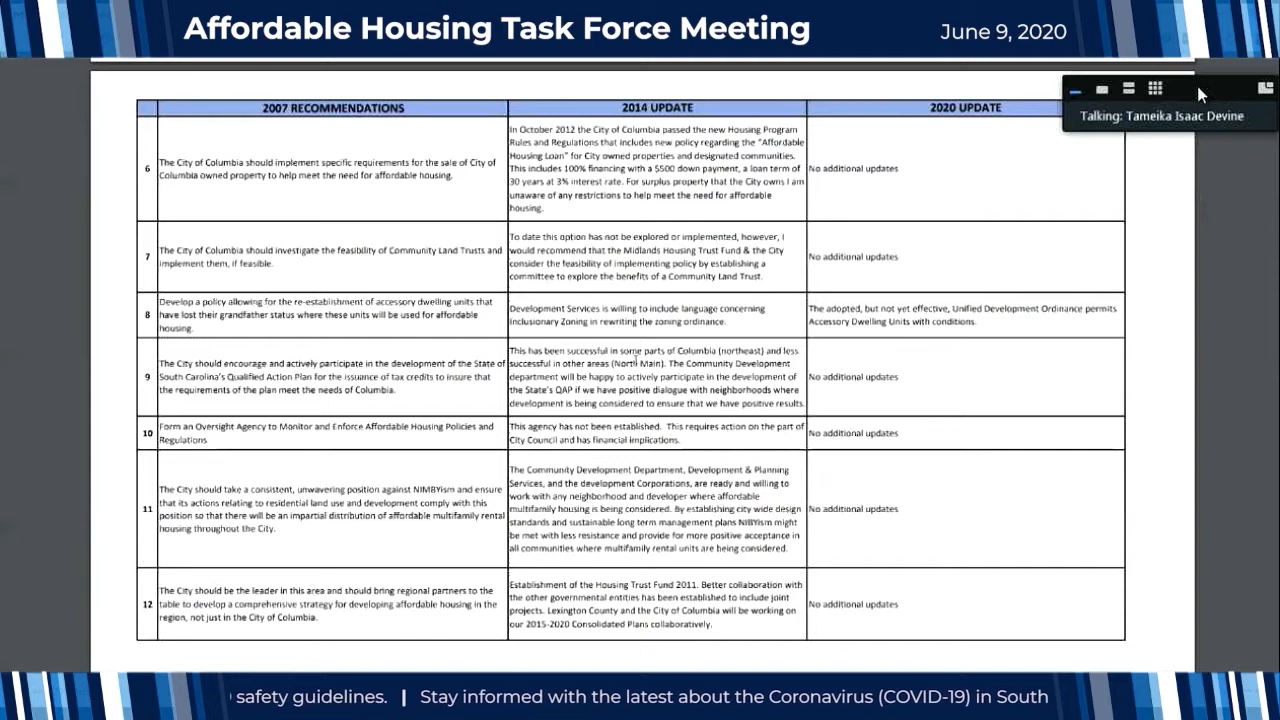 Affordable Housing Task Force Meeting
June 9, 2020
Talking: Tameika Isaac Devine
2007 RECOMMENDATIONS
2014 UPDATE
2020 UPDATE
6
The City of Columbia should implement specific requirements for the sale of City of
Columbia owned property to help meet the need for affordable housing.
In October 2012 the City of Columbia passed the new Housing Program
Rules and Regulations that includes new policy regarding the "Affordable
Housing Loan" for City owned properties and designated communities.
This includes 100% financing with a $500 down payment, a loan term of
30 years at 3% interest rate. For surplus property that the City owns I am
unaware of any restrictions to help meet the need for affordable
housing.
No additional updates
7
The City of Columbia should investigate the feasibility of Community Land Trusts and
implement them, if feasible.
To date this option has not be explored or implemented, however, I
would recommend that the Midlands Housing Trust Fund & the City
consider the feasibility of implementing policy by establishing a
committee to explore the benefits of a Community Land Trust.
No additional updates
8
Develop a policy allowing for the re-establishment of accessory dwelling units that
have lost their grandfather status where these units will be used for affordable
housing.
Development Services is willing to include language concerning
Inclusionary Zoning in rewriting the zoning ordinance.
The adopted, but not yet effective, Unified Development Ordinance permits
Accessory Dwelling Units with conditions.
9
The City should encourage and actively participate in the development of the State of
South Carolina's Qualified Action Plan for the issuance of tax credits to insure that
the requirements of the plan meet the needs of Columbia.
This has been successful in some parts of Columbia (northeast) and less
successful in other areas (North Main). The Community Development
department will be happy to actively participate in the development of
the State's QAP if we have positive dialogue with neighborhoods where
development is being considered to ensure that we have positive results.
No additional updates
10
Form an Oversight Agency to Monitor and Enforce Affordable Housing Policies and
Regulations
This agency has not been established. This requires action on the part of
City Council and has financial implications.
No additional updates
11
The City should take a consistent, unwavering position against NIMBYism and ensure
that its actions relating to residential land use and development comply with this
position so that there will be an impartial distribution of affordable multifamily rental
housing throughout the City.
The Community Development Department, Development & Planning
Services, and the development Corporations, are ready and willing to
work with any neighborhood and developer where affordable
multifamily housing is being considered. By establishing city wide design
standards and sustainable long term management plans NIBYism might
be met with less resistance and provide for more positive acceptance in
all communities where multifamily rental units are being considered.
No additional updates
12
The City should be the leader in this area and should bring regional partners to the
table to develop a comprehensive strategy for developing affordable housing in the
region, not just in the City of Columbia.
Establishment of the Housing Trust Fund 2011. Better collaboration with
the other governmental entities has been established to include joint
projects. Lexington County and the City of Columbia will be working on
our 2015-2020 Consolidated Plans collaboratively.
No additional updates
safety guidelines. | Stay informed with the latest about the Coronavirus (COVID-19) in South